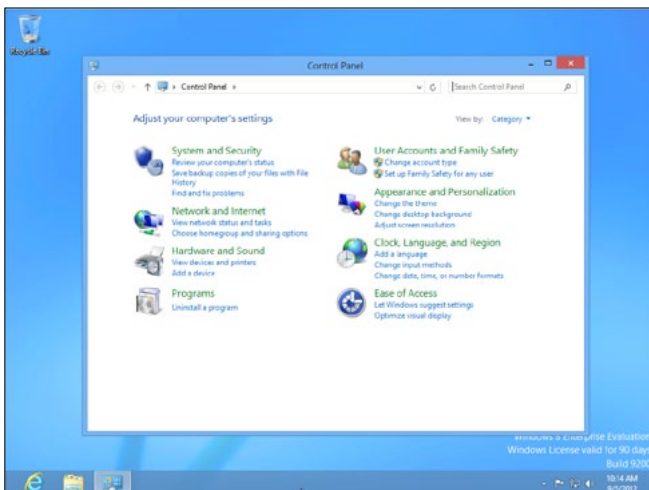 Recycle Bin
Control Panel
Control Panel
Search Control Panel
Adjust your computer's settings
View by: Category
System and Security
Review your computer's status
Save backup copies of your files with File
History
Find and fix problems
Network and Internet
View network status and tasks
Choose homegroup and sharing options
Hardware and Sound
View devices and printers
Add a device
Programs
Uninstall a program
User Accounts and Family Safety
Change account type
Set up Family Safety for any user
Appearance and Personalization
Change the theme
Change desktop background
Adjust screen resolution
Clock, Language, and Region
Add a language
Change input methods
Change date, time, or number formats
Ease of Access
Let Windows suggest settings
Optimize visual display
Windows 8 Enterprise Evaluation
Windows License valid for 90 days
Build 9200
10:14 AM